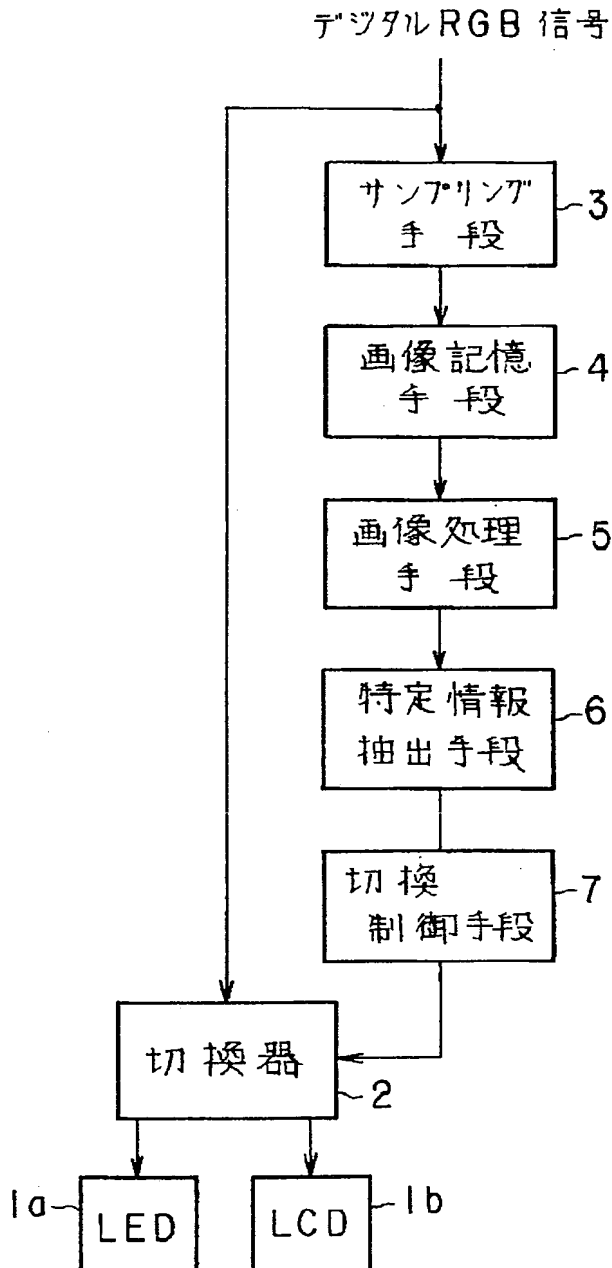 デジタルRGB 信号
サンプリング
手段
3
画像記憶
手段
4
画像処理
手段
5
特定情報
抽出手段
6
切換
制御手段
7
切換器
2
1a
LED
LCD
1b